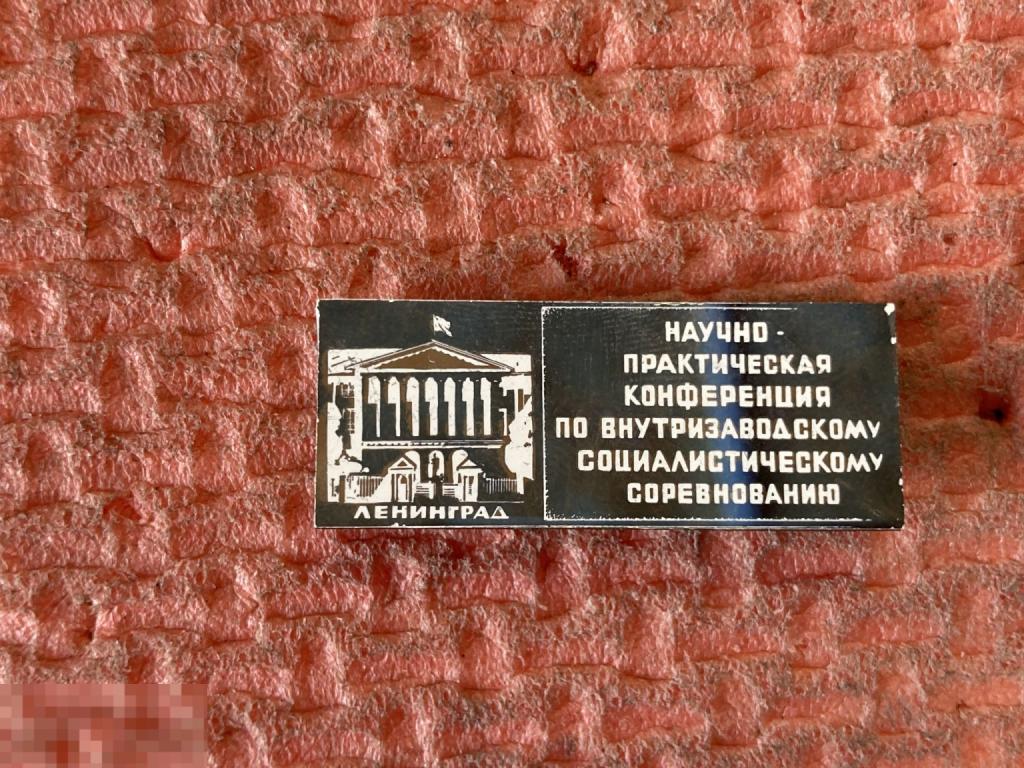 ЛЕНИНГРАД
НАУЧНО -
ПРАКТИЧЕСКАЯ
КОНФЕРЕНЦИЯ
ПО ВНУТРИЗАВОДСКОМУ
СОЦИАЛИСТИЧЕСКОМУ
СОРЕВНОВАНИЮ